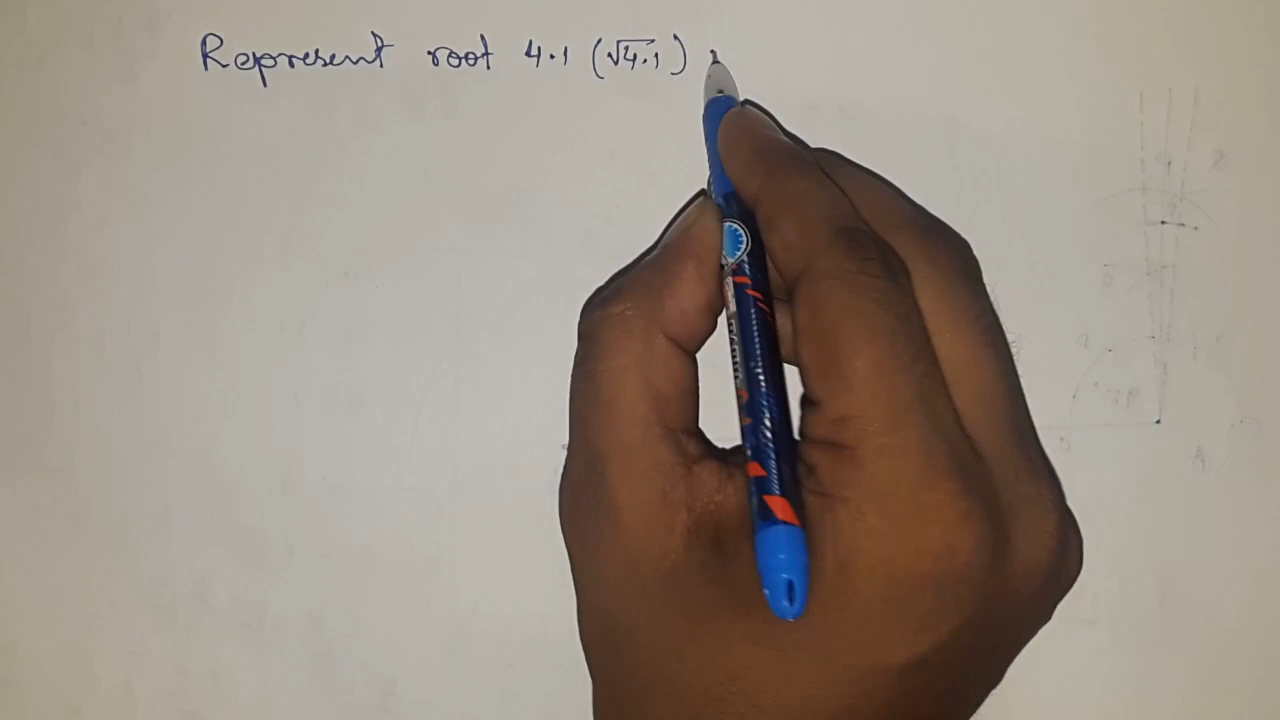 Represent root 4.1 (√4.1)